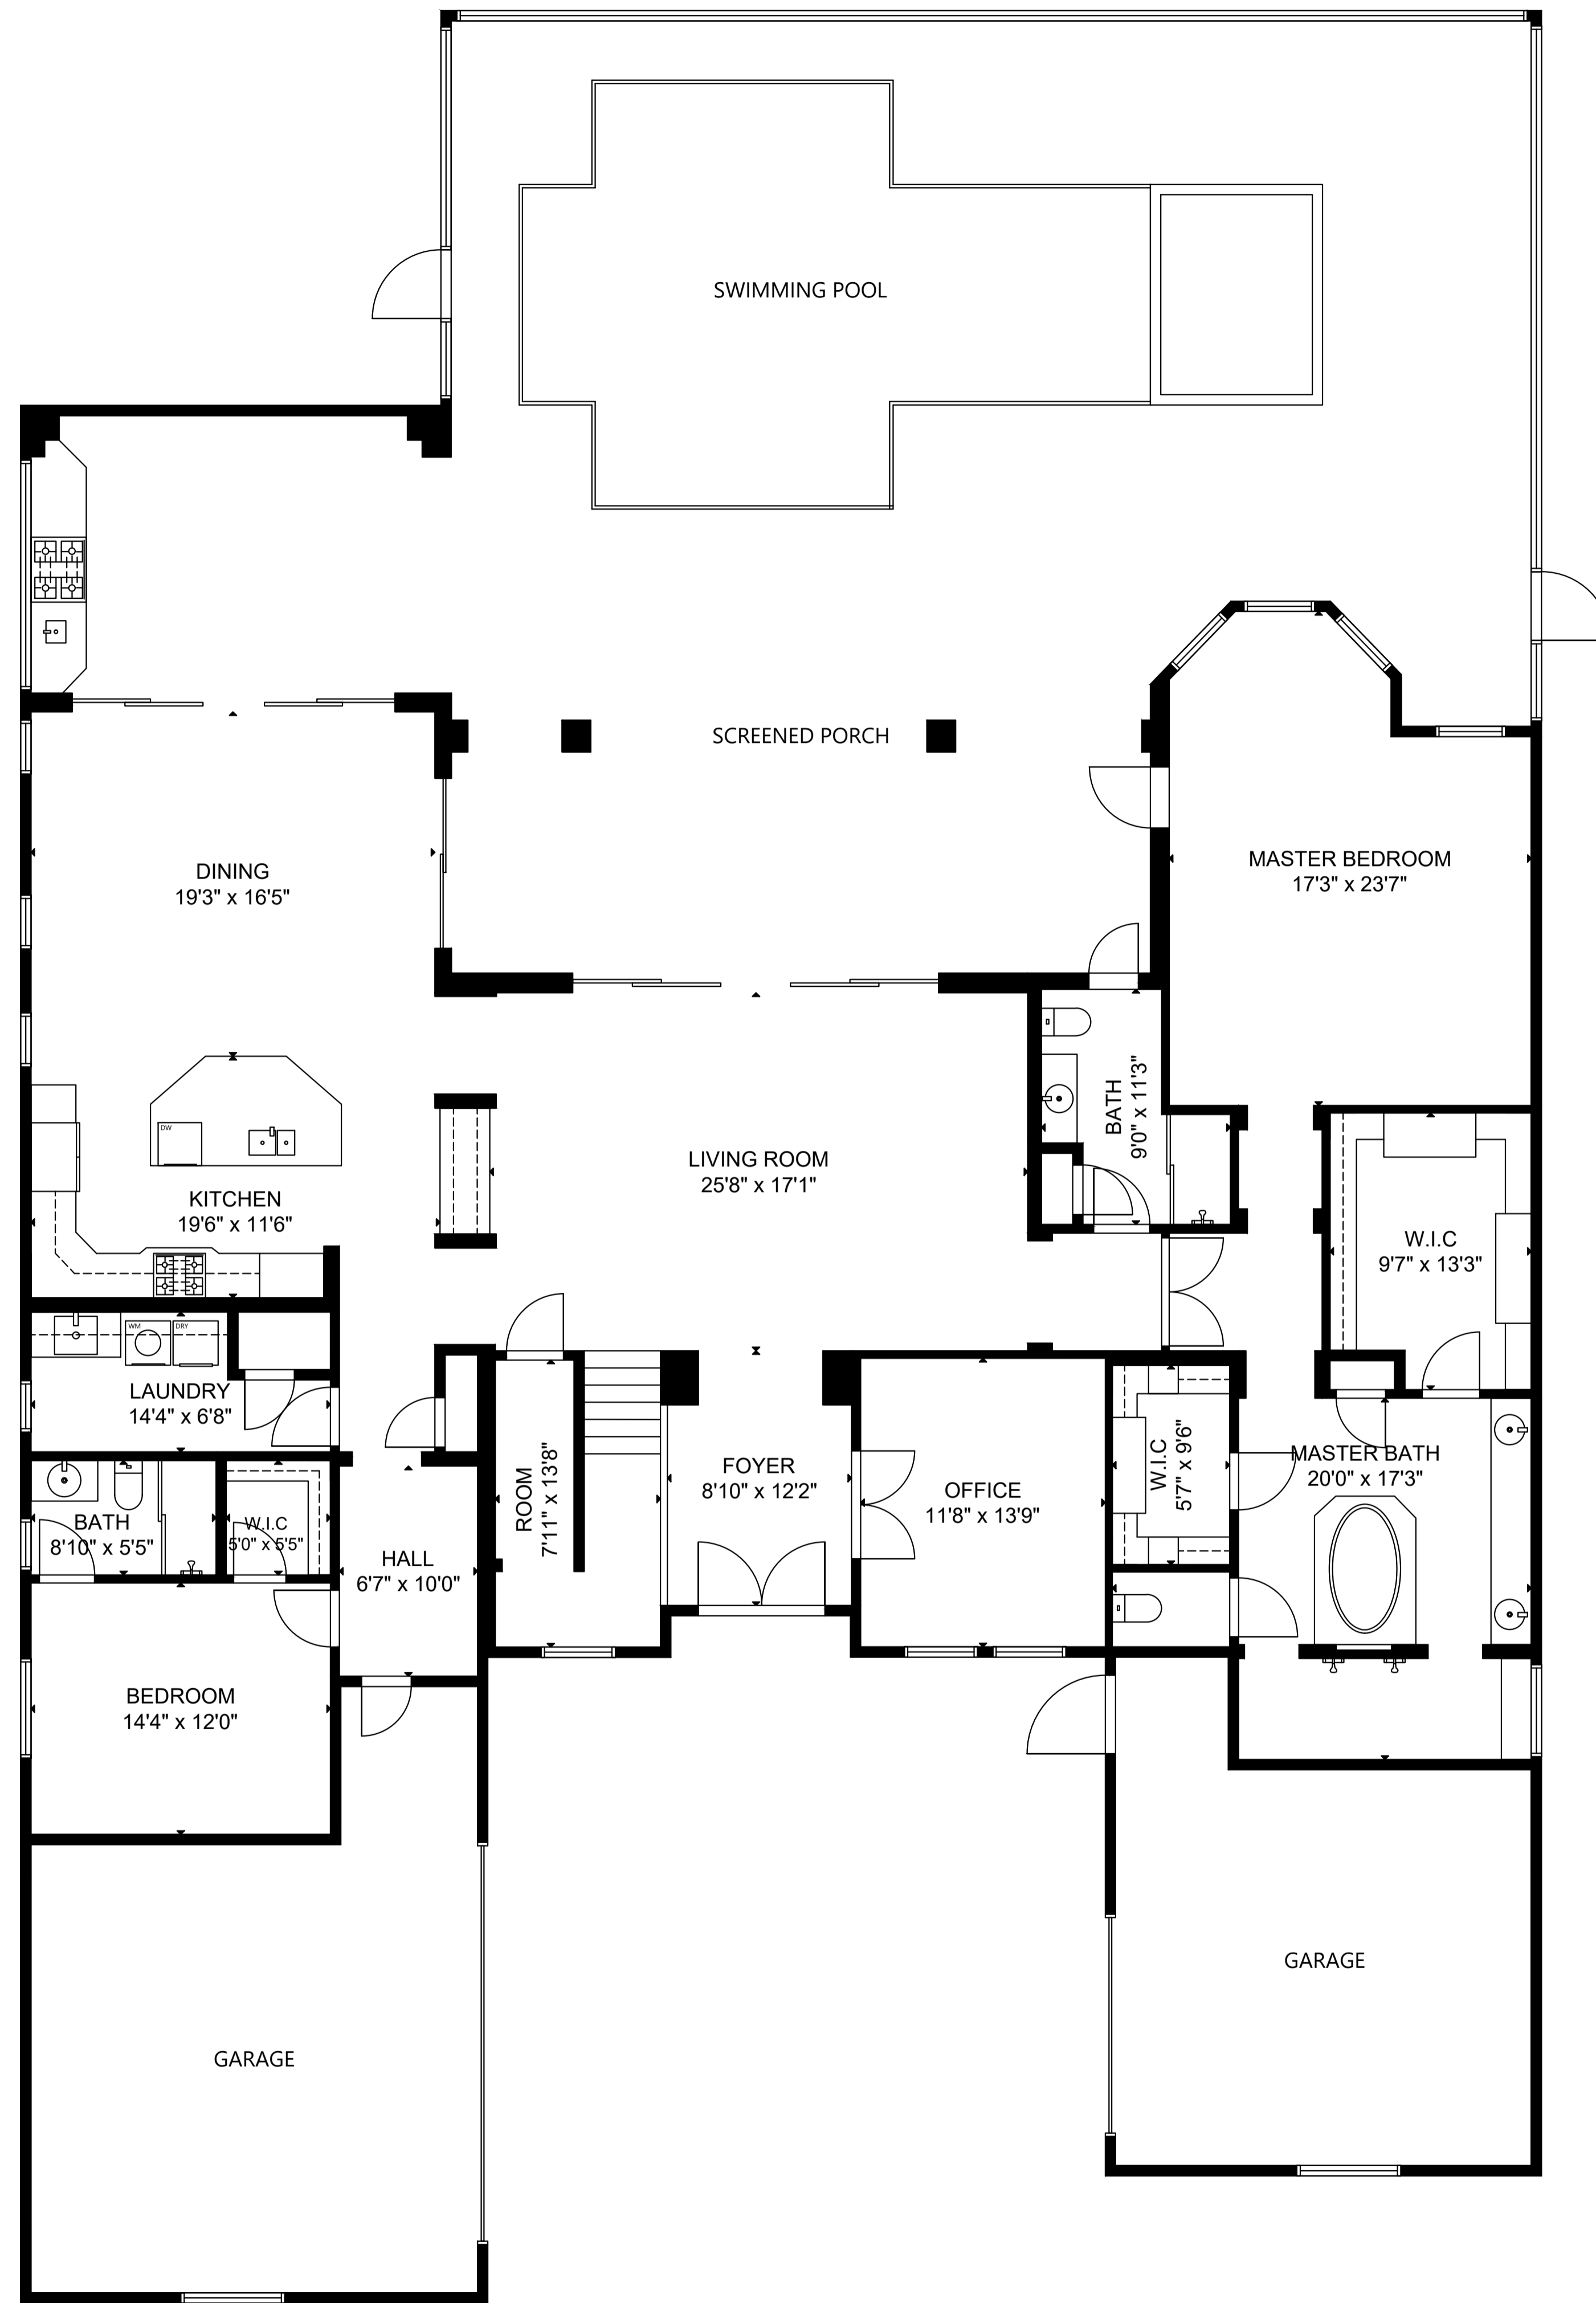 SWIMMING POOL
SCREENED PORCH
DINING
19'3" x 16'5"
MASTER BEDROOM
17'3" x 23'7"
BATH
9'0" x 11'3"
DW
LIVING ROOM
25'8" x 17'1"
KITCHEN
19'6" x 11'6"
W.I.C
9'7" x 13'3"
WM
DRY
LAUNDRY
14'4" x 6'8"
MASTER BATH
20'0" x 17'3"
FOYER
8'10" x 12'2"
W.I.C
5'7" x 9'6"
ROOM
7'11" x 13'8"
OFFICE
11'8" x 13'9"
BATH
8'10" x 5'5"
W.I.C
5'0" x 5'5"
HALL
6'7" x 10'0"
BEDROOM
14'4" x 12'0"
GARAGE
GARAGE